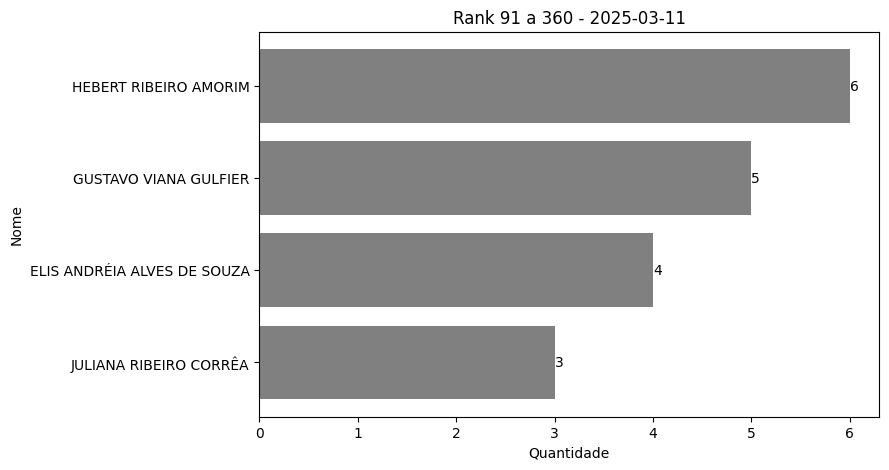 Rank 91 a 360 - 2025-03-11
Nome
HEBERT RIBEIRO AMORIM
6
GUSTAVO VIANA GULFIER
5
ELIS ANDRÉIA ALVES DE SOUZA
4
JULIANA RIBEIRO CORRÊA
3
0 1 2 3 4 5 6
Quantidade